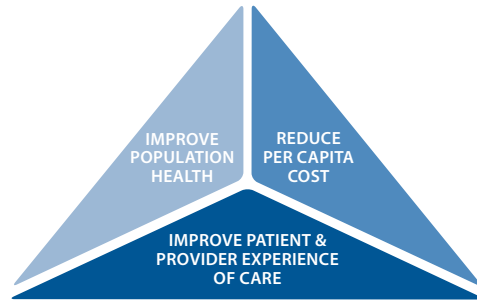 IMPROVE
POPULATION
HEALTH
REDUCE
PER CAPITA
COST
IMPROVE PATIENT &
PROVIDER EXPERIENCE
OF CARE